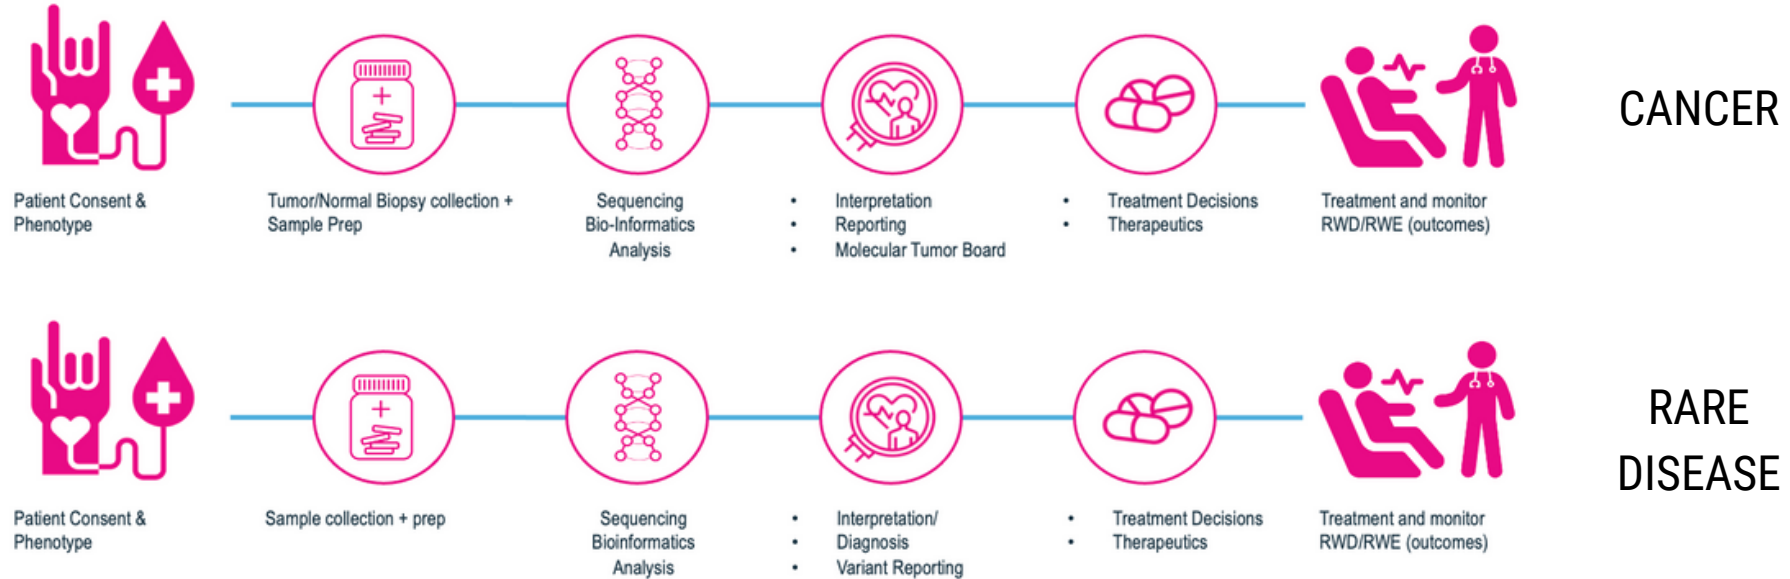 CANCER
Patient Consent &
Phenotype
Tumor/Normal Biopsy collection +
Sample Prep
Sequencing
Bio-Informatics
Analysis
• Interpretation
• Reporting
• Molecular Tumor Board
• Treatment Decisions
• Therapeutics
Treatment and monitor
RWD/RWE (outcomes)
RARE
DISEASE
Patient Consent &
Phenotype
Sample collection + prep
Sequencing
Bioinformatics
Analysis
• Interpretation/
• Diagnosis
• Variant Reporting
• Treatment Decisions
• Therapeutics
Treatment and monitor
RWD/RWE (outcomes)